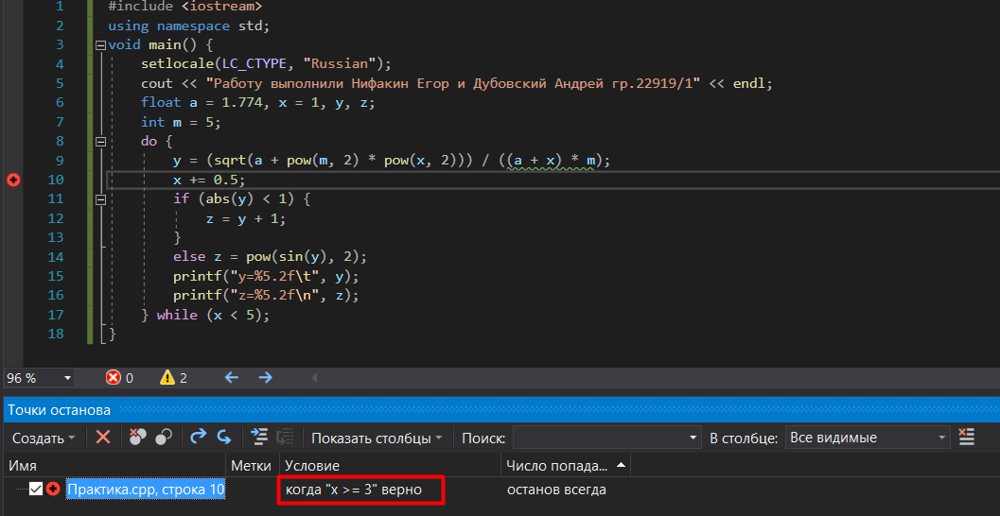 1 #include <iostream>
2 using namespace std;
3 void main() {
4 setlocale(LC_CTYPE, "Russian");
5 cout << "Работу выполнили Нифакин Егор и Дубовский Андрей гр.22919/1" << endl;
6 float a = 1.774, x = 1, y, z;
7 int m = 5;
8 do {
9 y = (sqrt(a + pow(m, 2) * pow(x, 2))) / ((a + x) * m);
10 x += 0.5;
11 if (abs(y) < 1) {
12 z = y + 1;
13 }
14 else z = pow(sin(y), 2);
15 printf("y=%5.2f\t", y);
16 printf("z=%5.2f\n", z);
17 } while (x < 5);
18 }
96 % 0 2
Точки останова
Создать Показать столбцы Поиск: В столбце: Все видимые
Имя Метки Условие Число попада...
Практика.cpp, строка 10 когда "x >= 3" верно останов всегда